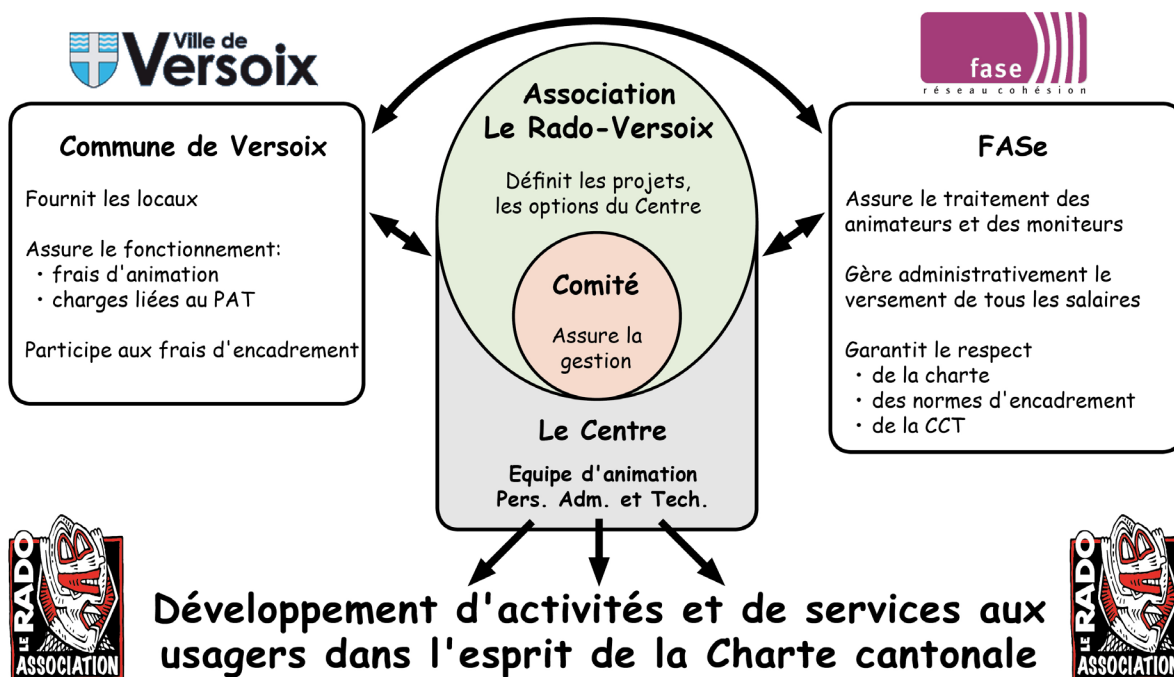 Ville de
Versoix
fase
réseau cohésion
Commune de Versoix
Fournit les locaux
Assure le fonctionnement:
• frais d'animation
• charges liées au PAT
Participe aux frais d'encadrement
Association
Le Rado-Versoix
Définit les projets,
les options du Centre
Comité
Assure la
gestion
Le Centre
Equipe d'animation
Pers. Adm. et Tech.
FASe
Assure le traitement des
animateurs et des moniteurs
Gère administrativement le
versement de tous les salaires
Garantit le respect
• de la charte
• des normes d'encadrement
• de la CCT
LE RADO
ASSOCIATION
Développement d'activités et de services aux
usagers dans l'esprit de la Charte cantonale
LE RADO
ASSOCIATION